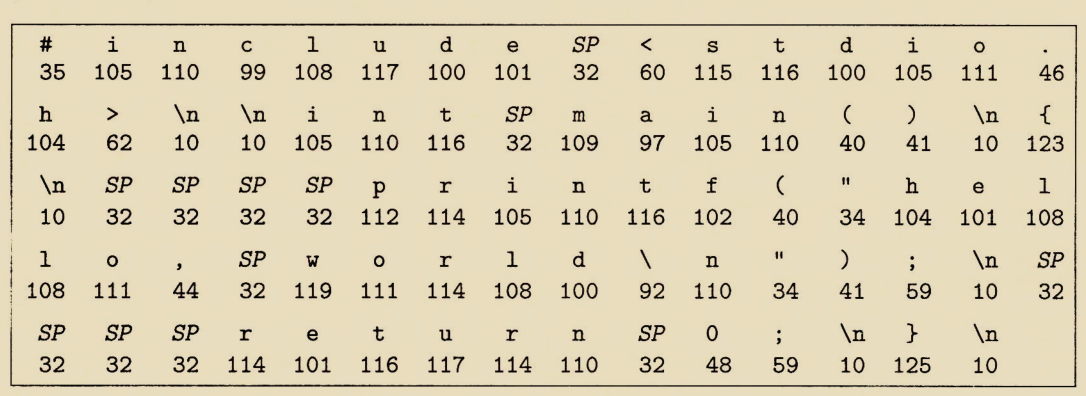 # i n c l u d e SP < s t d i o .
35 105 110 99 108 117 100 101 32 60 115 116 100 105 111 46
h > \n \n i n t SP m a i n ( ) \n {
104 62 10 10 105 110 116 32 109 97 105 110 40 41 10 123
\n SP SP SP SP p r i n t f ( " h e l
10 32 32 32 32 112 114 105 110 116 102 40 34 104 101 108
l o , SP w o r l d \ n " ) ; \n SP
108 111 44 32 119 111 114 108 100 92 110 34 41 59 10 32
SP SP SP r e t u r n SP 0 ; \n } \n
32 32 32 114 101 116 117 114 110 32 48 59 10 125 10